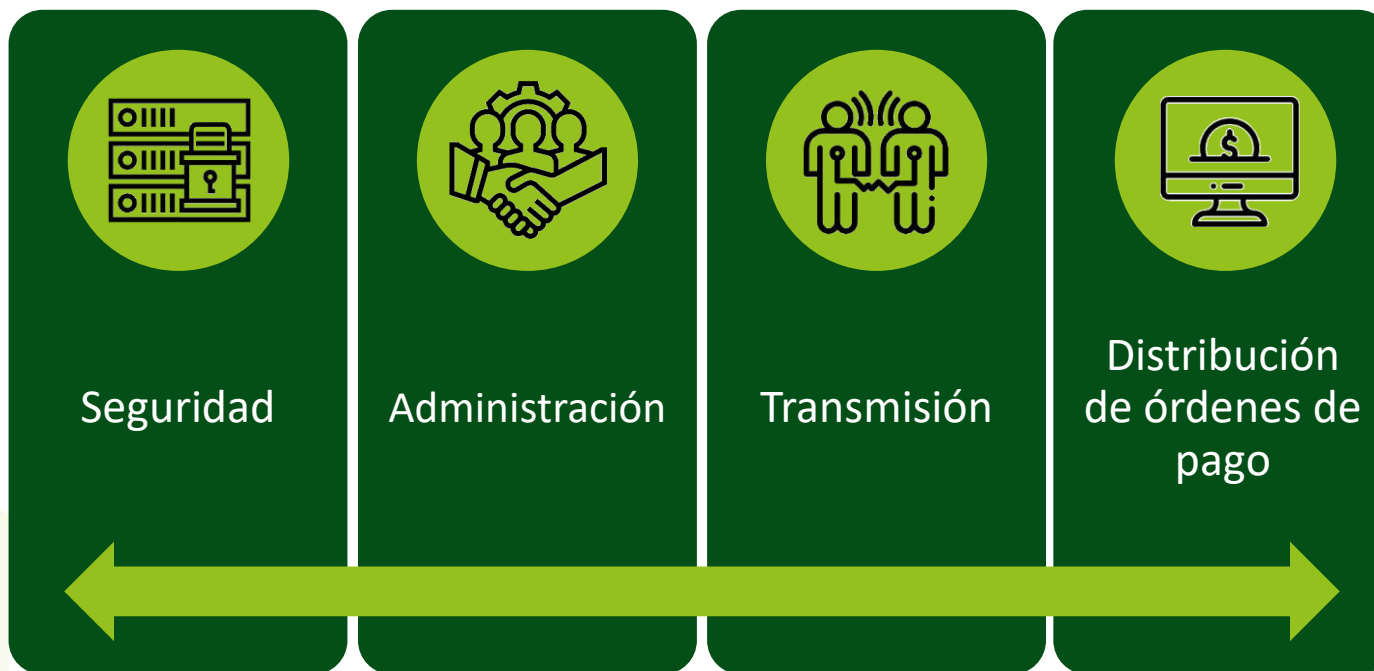 Seguridad
Administración
Transmisión
Distribución
de órdenes de
pago